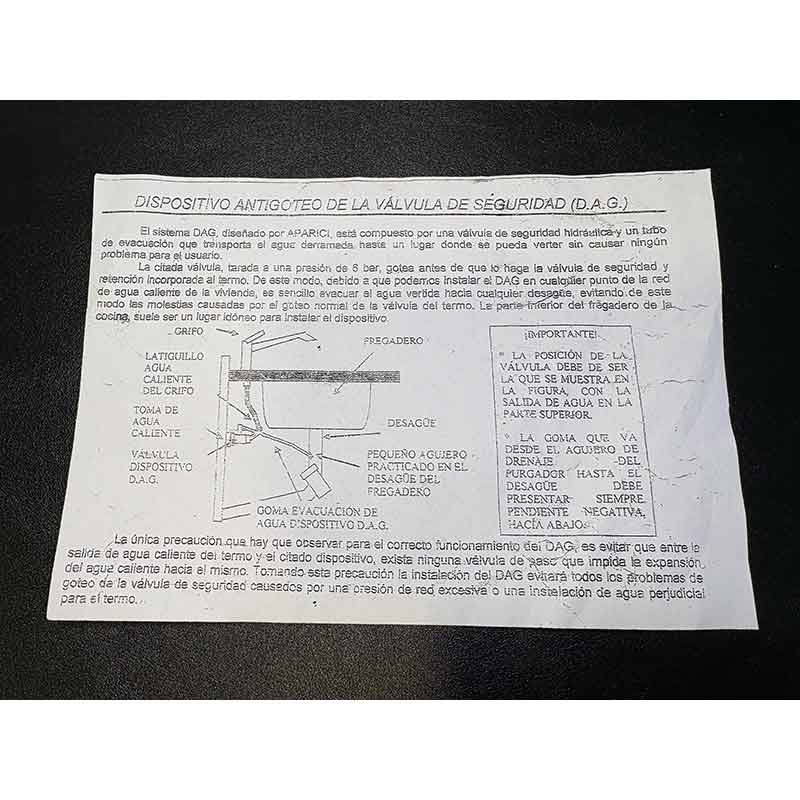 DISPOSITIVO ANTIGOTEO DE LA VÁLVULA DE SEGURIDAD (D.A.G.)
El sistema DAG, diseñado por APARICI, está compuesto por una válvula de seguridad hidráulica y un tubo
de evacuación que transporta el agua derramada hasta un lugar donde se pueda verter sin causar ningún
problema para el usuario.
La citada válvula, tarada a una presión de 6 bar, gotea antes de que lo haga la válvula de seguridad y
retención incorporada al termo. De este modo, debido a que podemos instalar el DAG en cualquier punto de la red
de agua caliente de la vivienda, es sencillo evacuar el agua vertida hacia cualquier desagüe, evitando de este
modo las molestias causadas por el goteo normal de la válvula del termo. La parte inferior del fregadero de la
cocina, suele ser un lugar idóneo para instalar el dispositivo.
GRIFO
FREGADERO
LATIGUILLO
AGUA
CALIENTE
DEL GRIFO
TOMA DE
AGUA
CALIENTE
DESAGÜE
VÁLVULA
DISPOSITIVO
D.A.G.
PEQUEÑO AGUJERO
PRACTICADO EN EL
DESAGÜE DEL
FREGADERO
GOMA EVACUACIÓN DE
AGUA DISPOSITIVO D.A.G.
¡IMPORTANTE!
* LA POSICIÓN DE LA
VÁLVULA DEBE DE SER
LA QUE SE MUESTRA EN
LA FIGURA, CON LA
SALIDA DE AGUA EN LA
PARTE SUPERIOR.
* LA GOMA QUE VA
DESDE EL AGUJERO DE
DRENAJE DEL
PURGADOR HASTA EL
DESAGÜE DEBE
PRESENTAR SIEMPRE
PENDIENTE NEGATIVA,
HACÍA ABAJO.
La única precaución que hay que observar para el correcto funcionamiento del DAG, es evitar que entre la
salida de agua caliente del termo y el citado dispositivo, exista ninguna válvula de paso que impida la expansión
del agua caliente hacia el mismo. Tomando esta precaución la instalación del DAG evitará todos los problemas de
goteo de la válvula de seguridad causados por una presión de red excesiva o una instalación de agua perjudicial
para el termo.